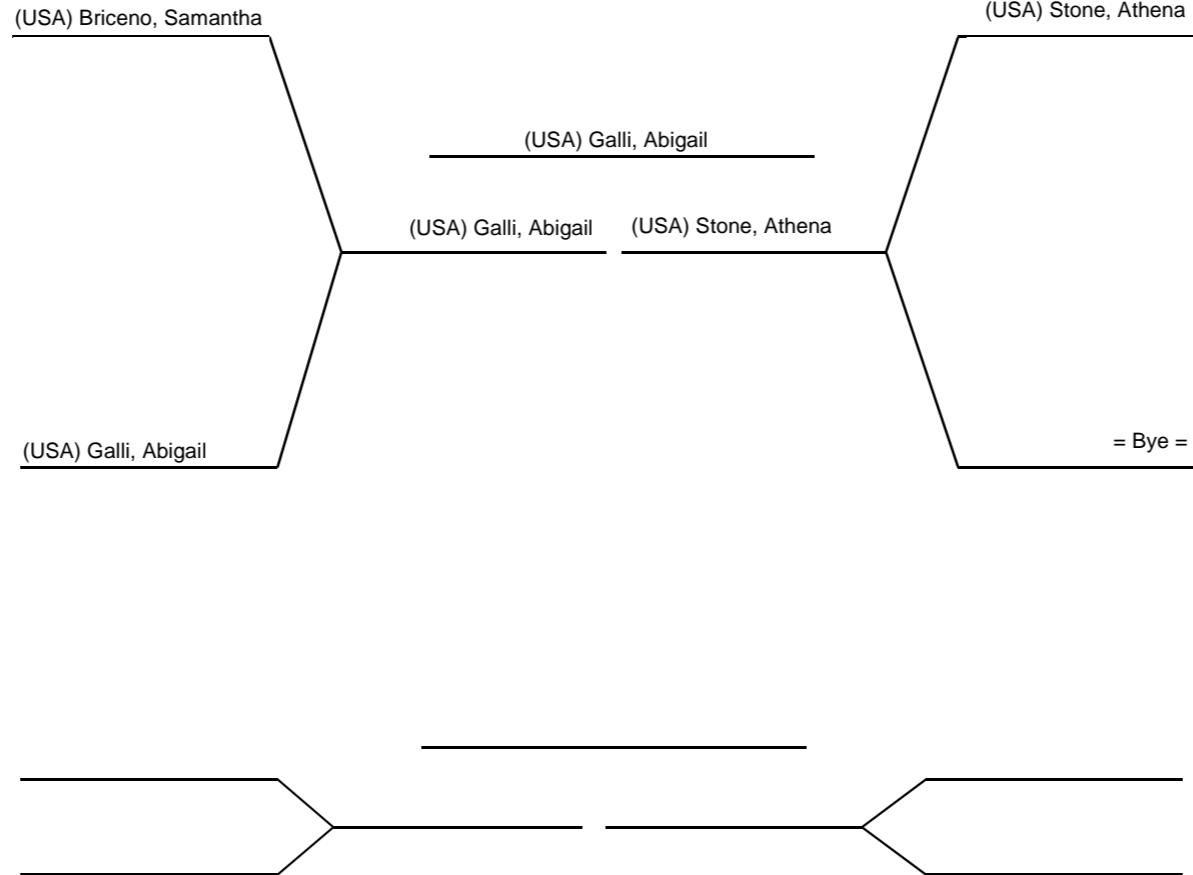 (USA) Briceno, Samantha
(USA) Stone, Athena
(USA) Galli, Abigail
(USA) Galli, Abigail
(USA) Stone, Athena
(USA) Galli, Abigail
= Bye =